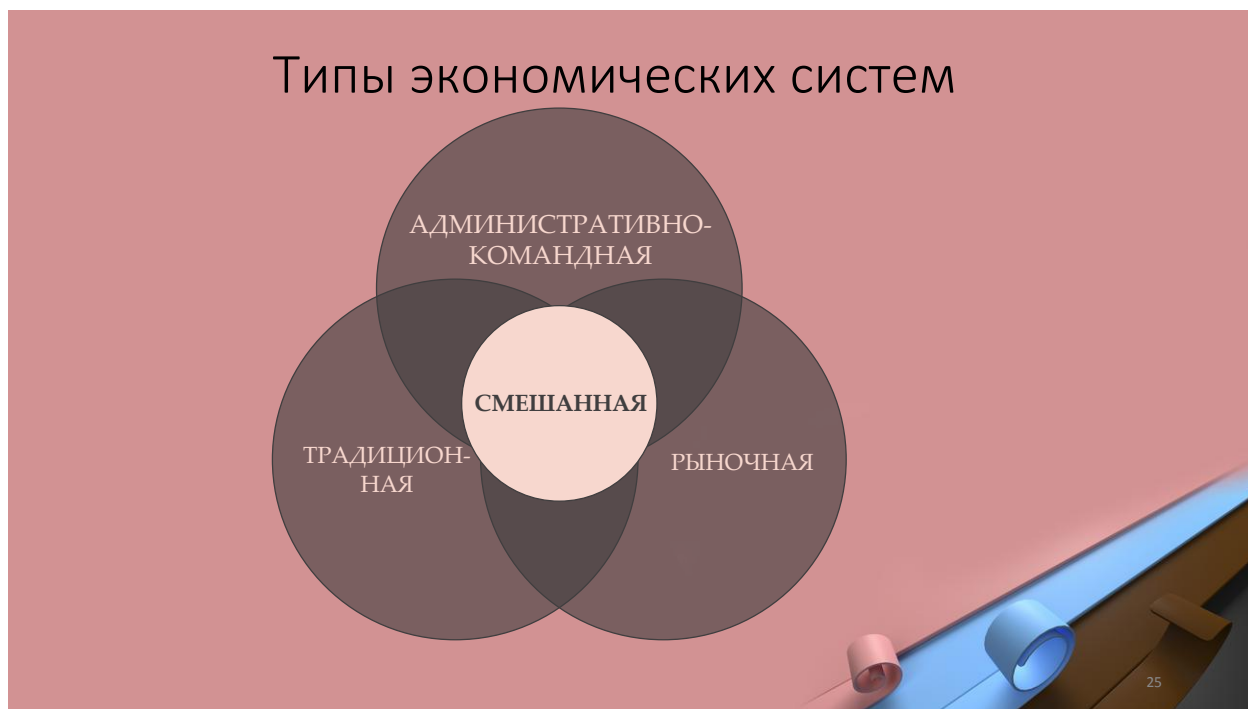 Типы экономических систем
АДМИНИСТРАТИВНО-
КОМАНДНАЯ
СМЕШАННАЯ
ТРАДИЦИОН-
НАЯ
РЫНОЧНАЯ
25